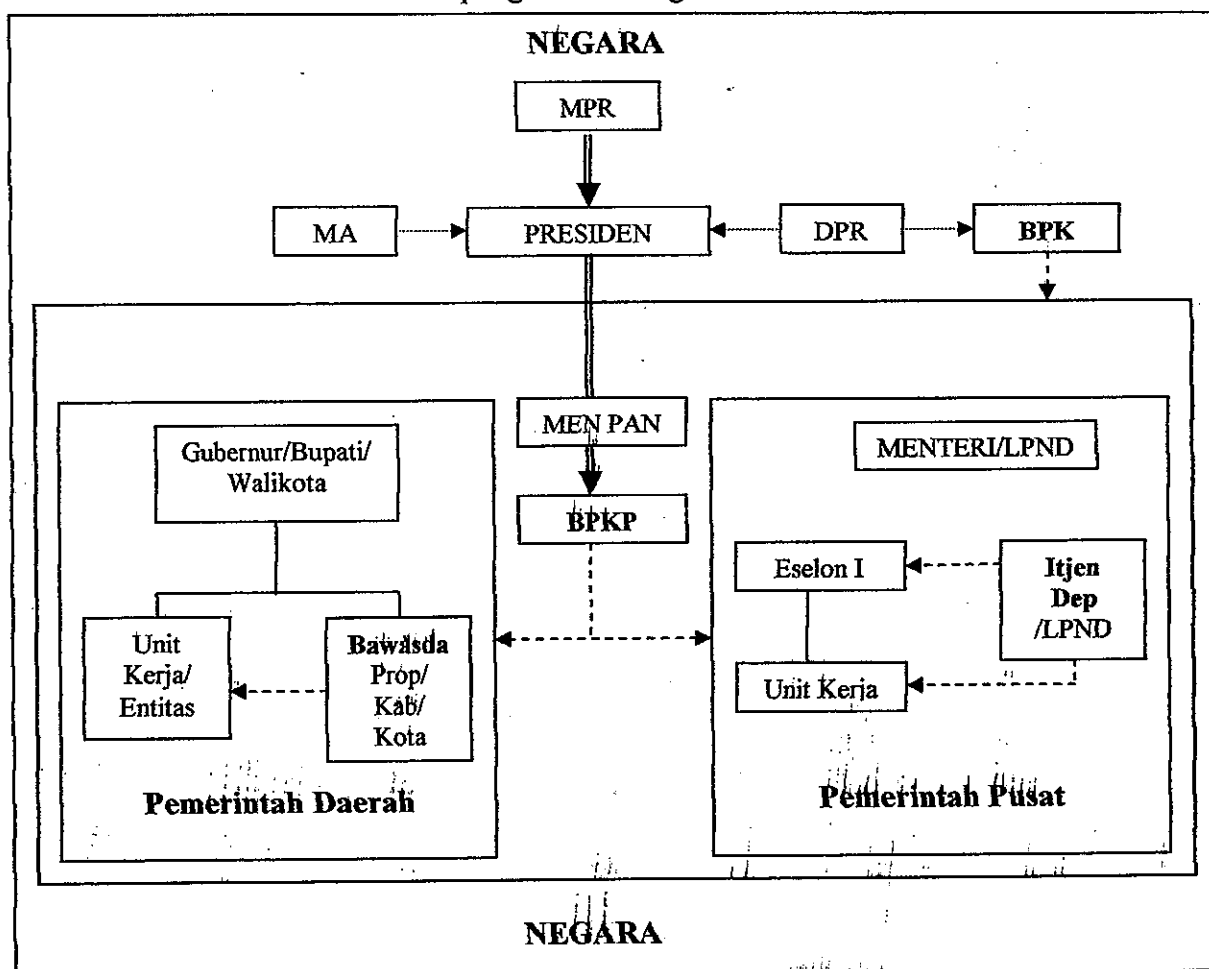 NEGARA
MPR
MA
PRESIDEN
DPR
BPK
MEN PAN
BPKP
Gubernur/Bupati/
Walikota
Unit
Kerja/
Entitas
Bawasda
Prop/
Kab/
Kota
Pemerintah Daerah
MENTERI/LPND
Eselon I
Itjen
Dep
/LPND
Unit Kerja
Pemerintah Pusat
NEGARA